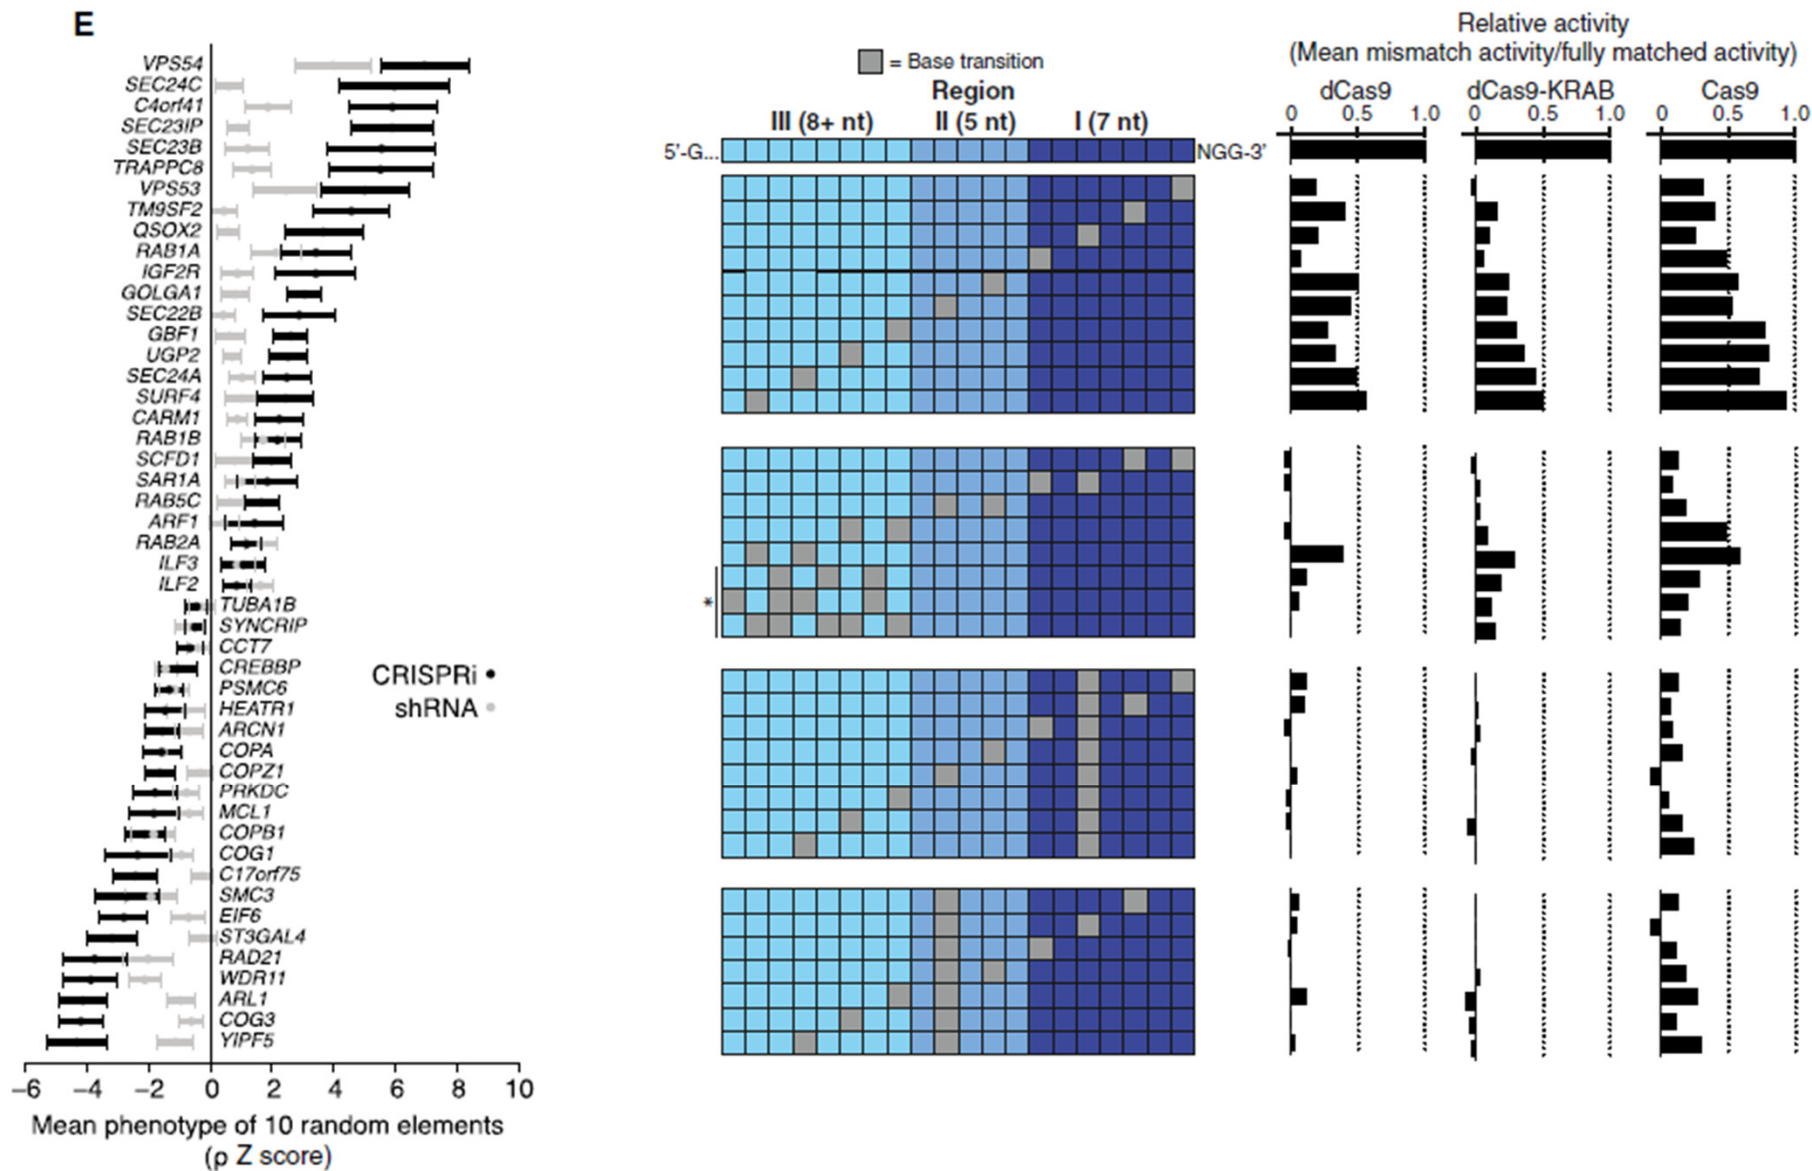 E
VPS54
SEC24C
C4orf41
SEC23IP
SEC23B
TRAPPC8
VPS53
TM9SF2
QSOX2
RAB1A
IGF2R
GOLGA1
SEC22B
GBF1
UGP2
SEC24A
SURF4
CARM1
RAB1B
SCFD1
SAR1A
RAB5C
ARF1
RAB2A
ILF3
ILF2
TUBA1B
SYNCRIP
CCT7
CREBBP
PSMC6
HEATR1
ARCN1
COPA
COPZ1
PRKDC
MCL1
COPB1
COG1
C17orf75
SMC3
EIF6
ST3GAL4
RAD21
WDR11
ARL1
COG3
YIPF5
CRISPRi
shRNA
−6 −4 −2 0 2 4 6 8 10
Mean phenotype of 10 random elements
(ρ Z score)
= Base transition
Region
III (8+ nt) II (5 nt) I (7 nt)
5'-G... NGG-3'
*
Relative activity
(Mean mismatch activity/fully matched activity)
dCas9 dCas9-KRAB Cas9
0 0.5 1.0 0 0.5 1.0 0 0.5 1.0